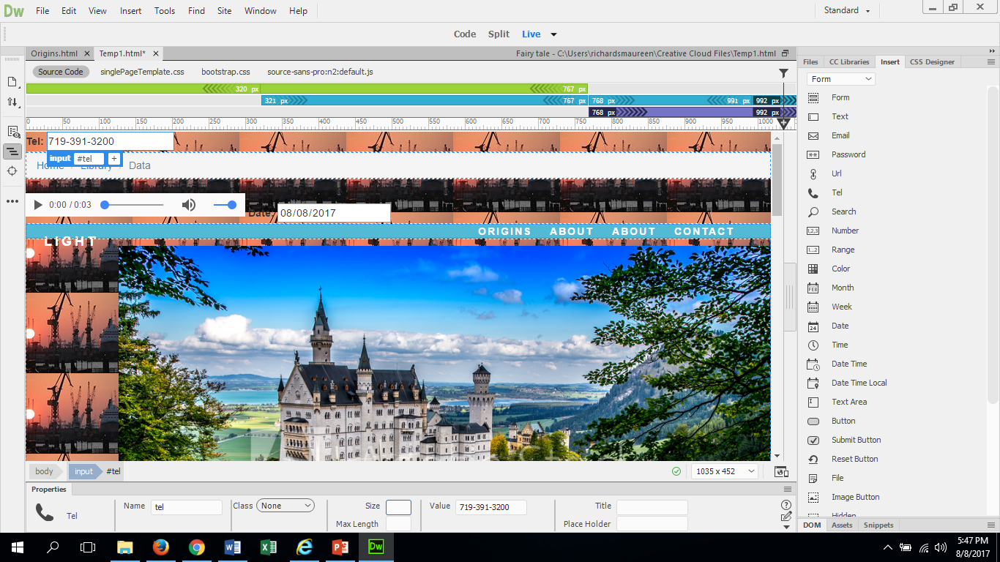 Dw File Edit View Insert Tools Find Site Window Help Standard
Code Split Live
Origins.html Temp1.html* Fairy tale - C:\Users\richardsmaureen\Creative Cloud Files\Temp1.html
Source Code singlePageTemplate.css bootstrap.css source-sans-pro:n2:default.js
320 px 767 px
321 px 767 px 768 px 991 px 992 px
768 px 992 px
0 50 100 150 200 250 300 350 400 450 500 550 600 650 700 750 800 850 900 950 1000
Tel: 719-391-3200
input #tel +
Home Library Data
0:00 / 0:03
Date: 08/08/2017
LIGHT
ORIGINS ABOUT ABOUT CONTACT
body input #tel 1035 x 452
Properties
Tel
Name tel Class None Size Value 719-391-3200 Title
Max Length Place Holder
Files CC Libraries Insert CSS Designer
Form
Form
Text
Email
Password
Url
Tel
Search
Number
Range
Color
Month
Week
Date
Time
Date Time
Date Time Local
Text Area
Button
Submit Button
Reset Button
File
Image Button
Hidden
DOM Assets Snippets
5:47 PM
8/8/2017